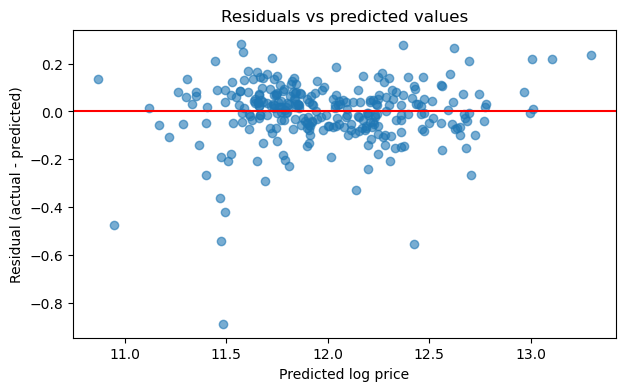 Residuals vs predicted values
Residual (actual - predicted)
0.2
0.0
−0.2
−0.4
−0.6
−0.8
11.0 11.5 12.0 12.5 13.0
Predicted log price